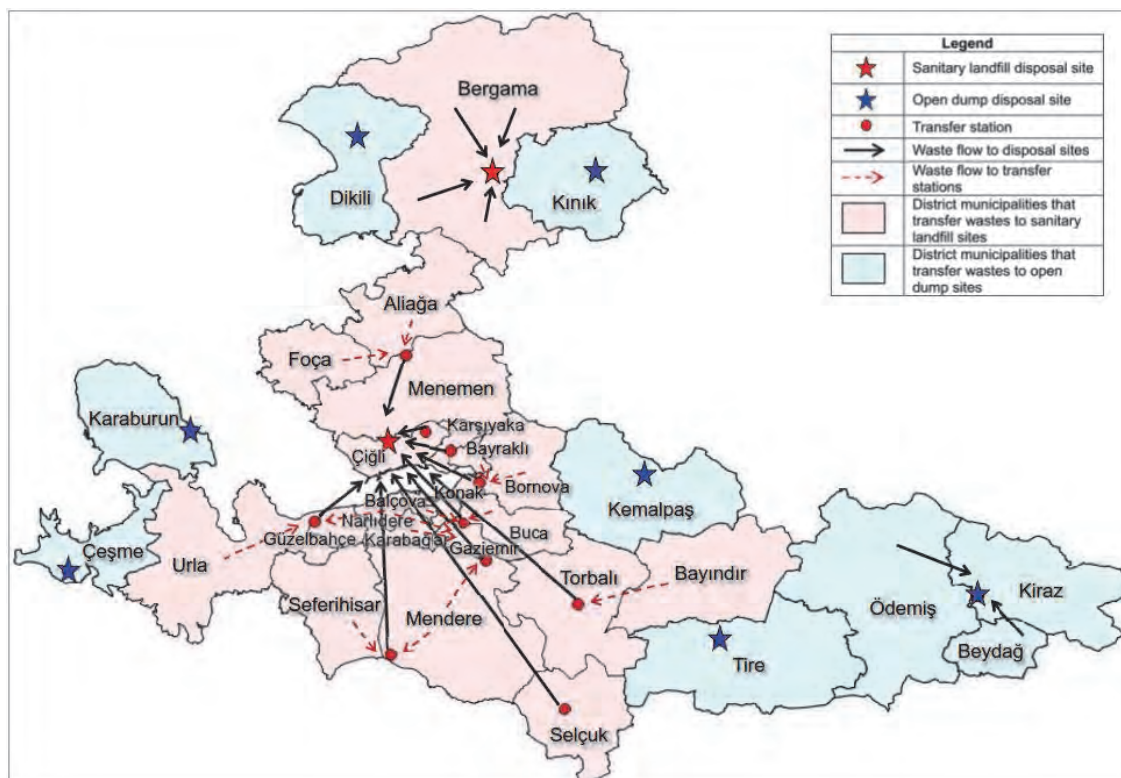 Legend
Sanitary landfill disposal site
Open dump disposal site
Transfer station
Waste flow to disposal sites
Waste flow to transfer
stations
District municipalities that
transfer wastes to sanitary
landfill sites
District municipalities that
transfer wastes to open
dump sites
Bergama
Dikili
Kınık
Aliağa
Foça
Menemen
Karaburun
Karşıyaka
Çiğli
Bayraklı
Konak
Bornova
Balçova
Kemalpaş
Narlıdere
Buca
Güzelbahçe
Karabağlar
Gaziemir
Çeşme
Urla
Torbalı
Bayındır
Seferihisar
Mendere
Ödemiş
Kiraz
Beydağ
Tire
Selçuk